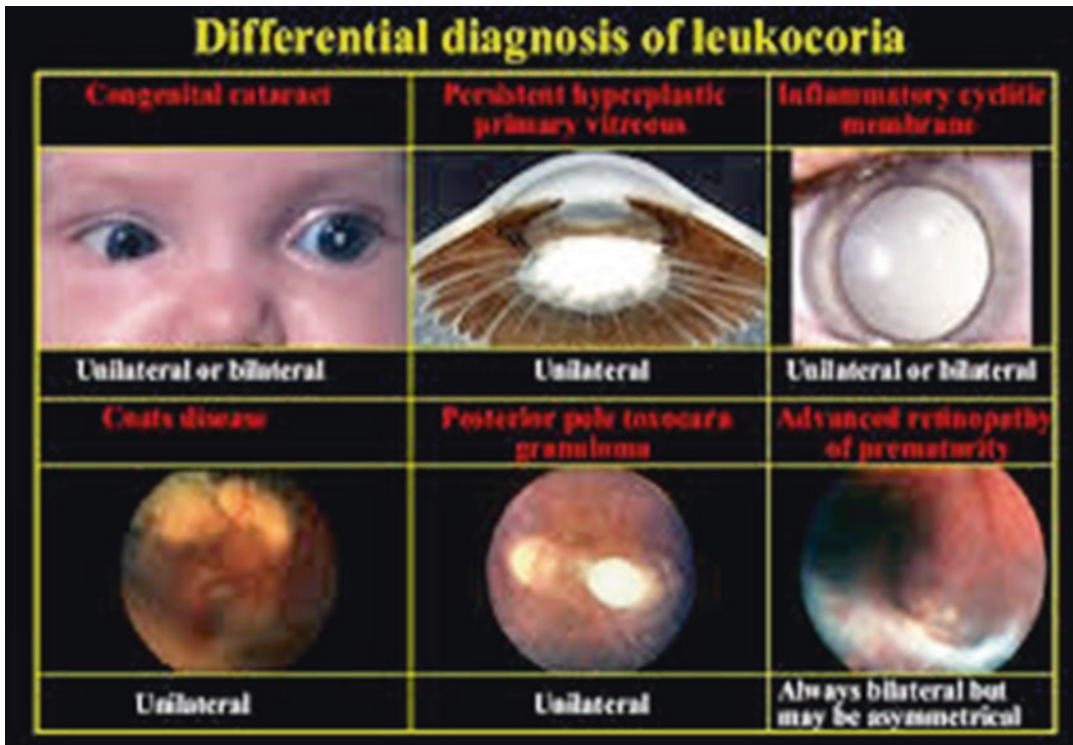 Differential diagnosis of leukocoria
Congenital cataract
Persistent hyperplastic
primary vitreous
Inflammatory cyclitic
membrane
Unilateral or bilateral
Unilateral
Unilateral or bilateral
Coats disease
Posterior pole toxocara
granuloma
Advanced retinopathy
of prematurity
Unilateral
Unilateral
Always bilateral but
may be asymmetrical